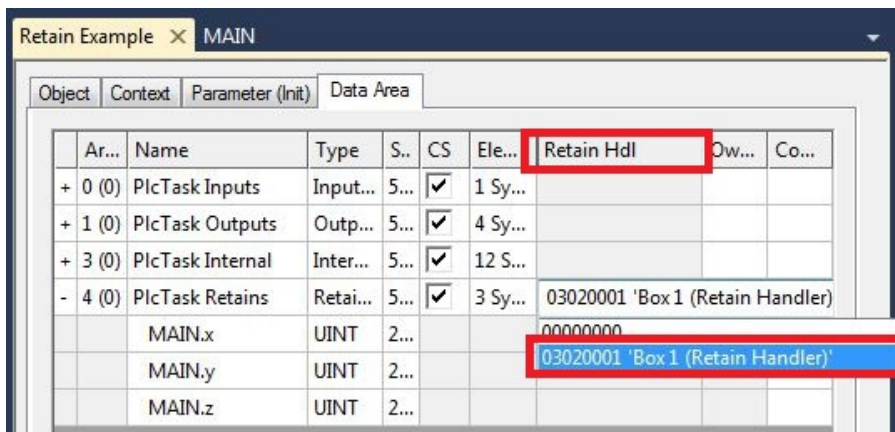 Retain Example MAIN
Object Context Parameter (Init) Data Area
Ar... Name Type S.. CS Ele... Retain Hdl Ow... Co...
+ 0 (0) PlcTask Inputs Input... 5... 1 Sy...
+ 1 (0) PlcTask Outputs Outp... 5... 4 Sy...
+ 3 (0) PlcTask Internal Inter... 5... 12 S...
- 4 (0) PlcTask Retains Retai... 5... 3 Sy... 03020001 'Box 1 (Retain Handler)
MAIN.x UINT 2... 00000000
03020001 'Box 1 (Retain Handler)'
MAIN.y UINT 2...
MAIN.z UINT 2...